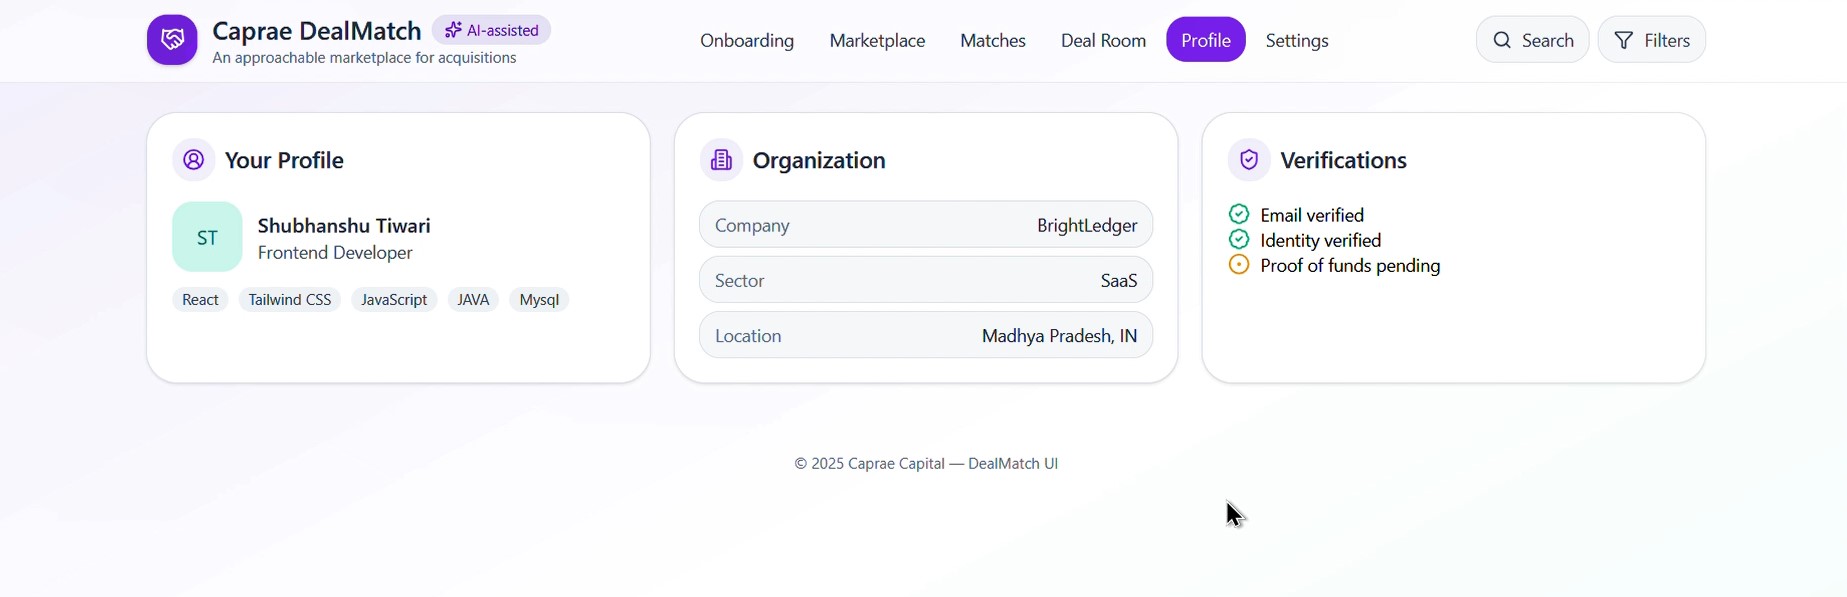 Caprae DealMatch AI-assisted
An approachable marketplace for acquisitions
Onboarding Marketplace Matches Deal Room Profile Settings
Search Filters
Your Profile
ST
Shubhanshu Tiwari
Frontend Developer
React Tailwind CSS JavaScript JAVA Mysql
Organization
Company BrightLedger
Sector SaaS
Location Madhya Pradesh, IN
Verifications
Email verified
Identity verified
Proof of funds pending
© 2025 Caprae Capital — DealMatch UI